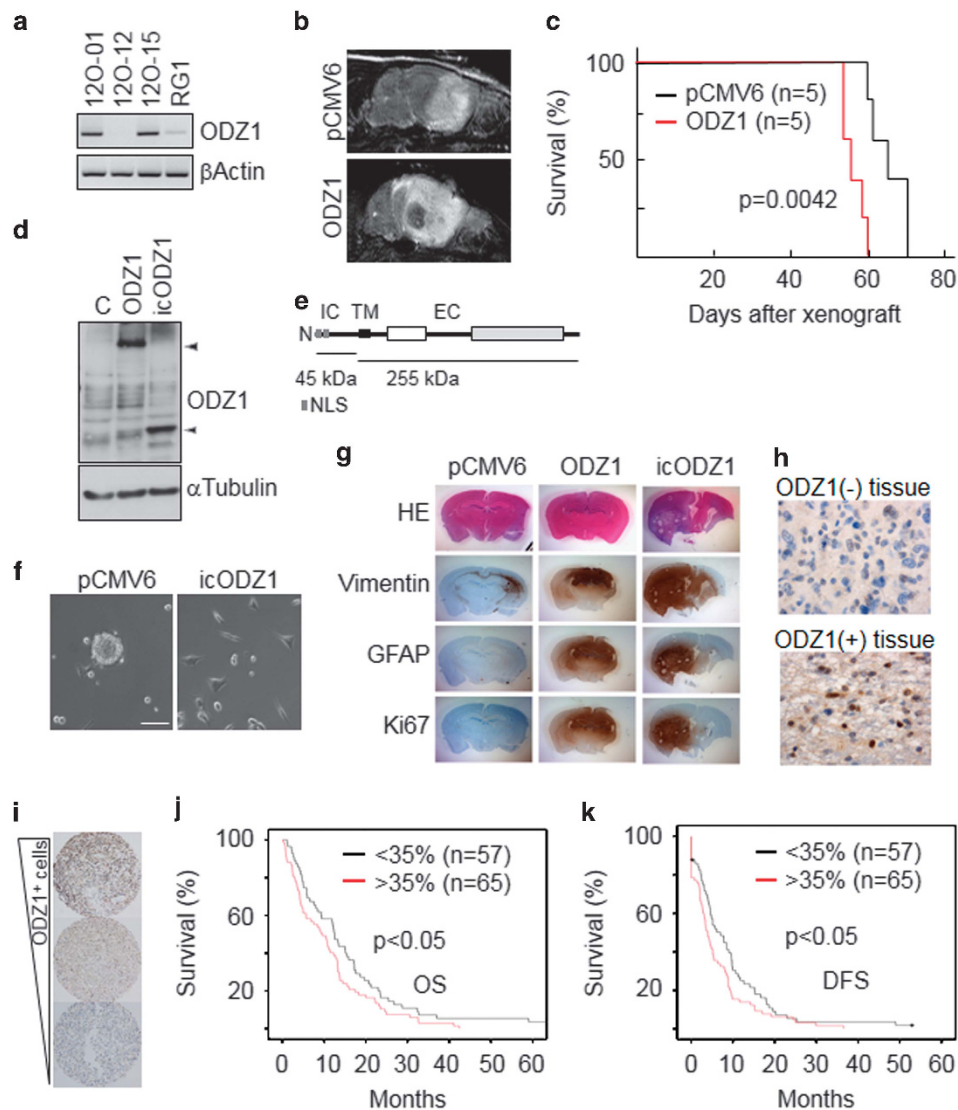 a
12O-01
12O-12
12O-15
RG1
ODZ1
βActin
b
pCMV6
ODZ1
c
Survival (%)
100
50
pCMV6 (n=5)
ODZ1 (n=5)
p=0.0042
20
40
60
80
Days after xenograft
d
C
ODZ1
icODZ1
ODZ1
αTubulin
e
IC TM EC
N
45 kDa 255 kDa
NLS
f
pCMV6 icODZ1
g
pCMV6 ODZ1 icODZ1
HE
Vimentin
GFAP
Ki67
h
ODZ1(-) tissue
ODZ1(+) tissue
i
ODZ1+ cells
j
Survival (%)
100
60
20
<35% (n=57)
>35% (n=65)
p<0.05
OS
0 10 20 30 40 50 60
Months
k
Survival (%)
100
60
20
<35% (n=57)
>35% (n=65)
p<0.05
DFS
0 10 20 30 40 50 60
Months